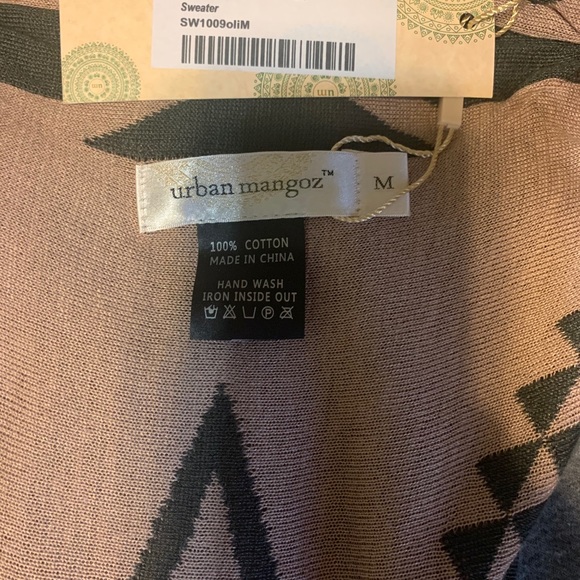 Sweater
SW1009oliM
urban mangoz™ M
100% COTTON
MADE IN CHINA
HAND WASH
IRON INSIDE OUT